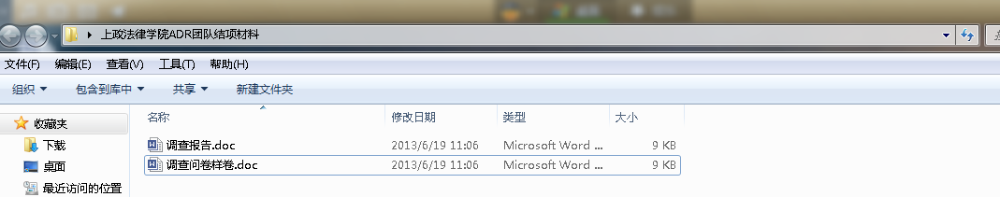 上政法律学院ADR团队结项材料
文件(F) 编辑(E) 查看(V) 工具(T) 帮助(H)
组织 包含到库中 共享 新建文件夹
收藏夹
下载
桌面
最近访问的位置
名称 修改日期 类型 大小
调查报告.doc 2013/6/19 11:06 Microsoft Word ... 9 KB
调查问卷样卷.doc 2013/6/19 11:06 Microsoft Word ... 9 KB